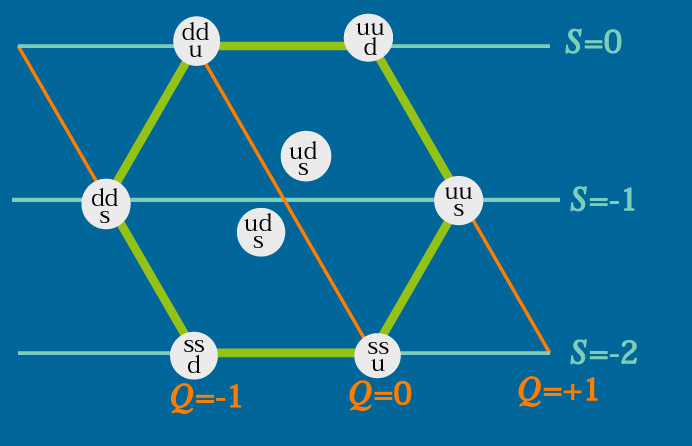 dd
u
uu
d
S=0
ud
s
dd
s
uu
s
S=-1
ud
s
ss
d
ss
u
S=-2
Q=-1
Q=0
Q=+1